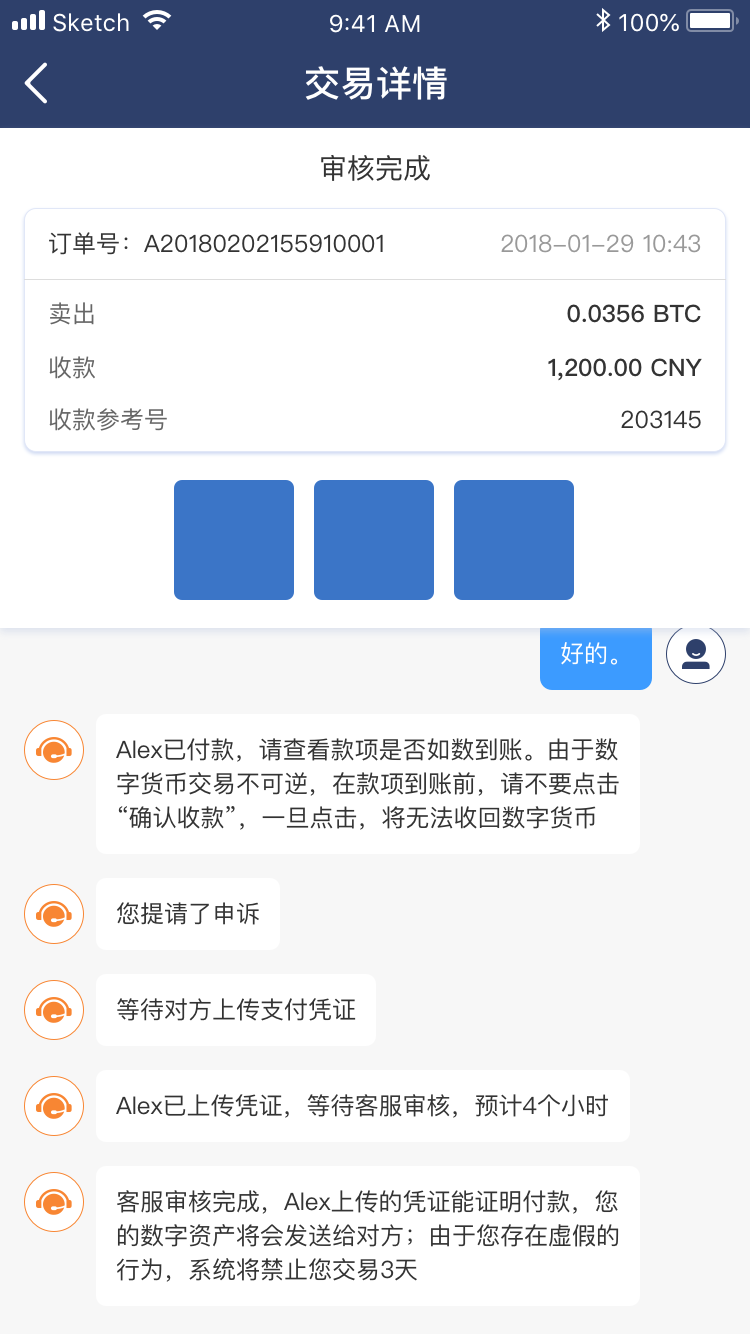 Sketch 9:41 AM 100%
交易详情
审核完成
订单号：A20180202155910001 2018-01-29 10:43
卖出 0.0356 BTC
收款 1,200.00 CNY
收款参考号 203145
好的。
Alex已付款，请查看款项是否如数到账。由于数
字货币交易不可逆，在款项到账前，请不要点击
“确认收款”，一旦点击，将无法收回数字货币
您提请了申诉
等待对方上传支付凭证
Alex已上传凭证，等待客服审核，预计4个小时
客服审核完成，Alex上传的凭证能证明付款，您
的数字资产将会发送给对方；由于您存在虚假的
行为，系统将禁止您交易3天